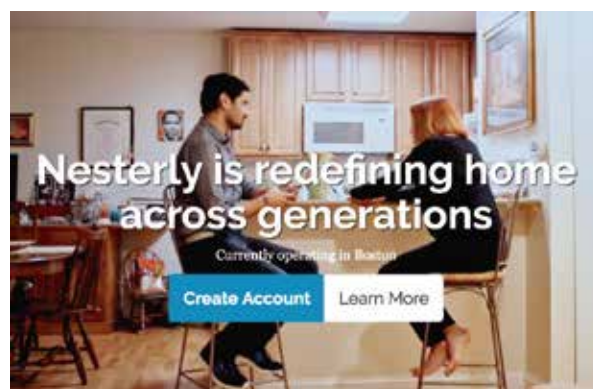 Nesterly is redefining home
across generations
Currently operating in Boston
Create Account
Learn More